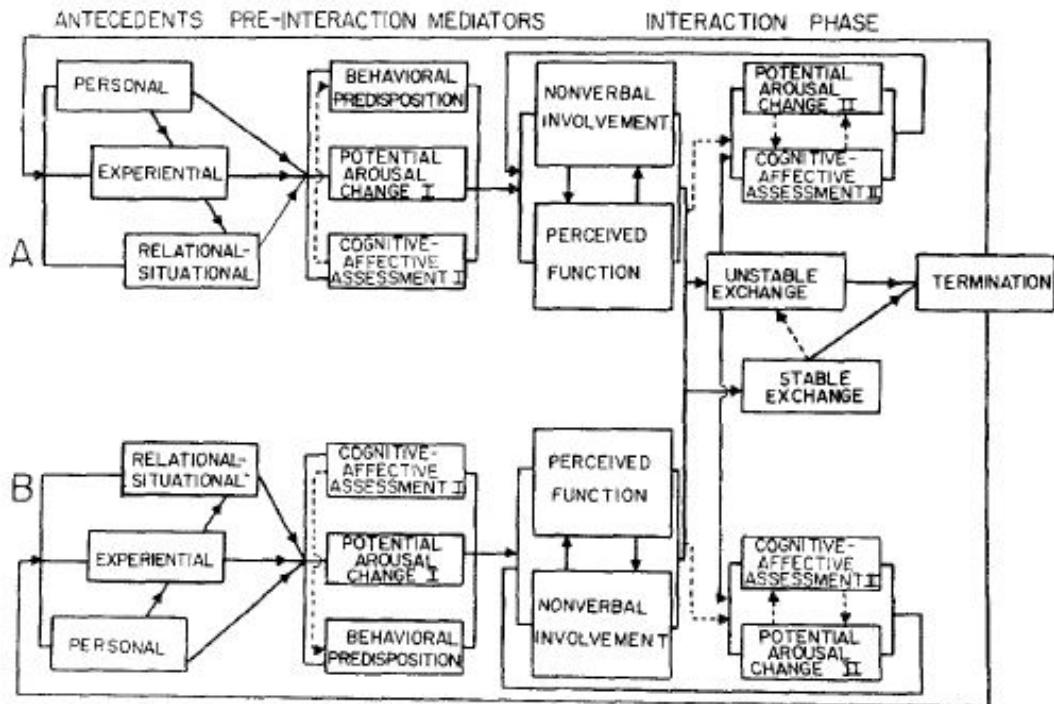 ANTECEDENTS PRE-INTERACTION MEDIATORS INTERACTION PHASE
PERSONAL
EXPERIENTIAL
RELATIONAL-
SITUATIONAL
A
BEHAVIORAL
PREDISPOSITION
POTENTIAL
AROUSAL
CHANGE I
COGNITIVE-
AFFECTIVE
ASSESSMENT I
NONVERBAL
INVOLVEMENT
PERCEIVED
FUNCTION
POTENTIAL
AROUSAL
CHANGE II
COGNITIVE-
AFFECTIVE
ASSESSMENT II
UNSTABLE
EXCHANGE
TERMINATION
STABLE
EXCHANGE
B
RELATIONAL-
SITUATIONAL
EXPERIENTIAL
PERSONAL
COGNITIVE-
AFFECTIVE
ASSESSMENT I
POTENTIAL
AROUSAL
CHANGE I
BEHAVIORAL
PREDISPOSITION
PERCEIVED
FUNCTION
NONVERBAL
INVOLVEMENT
COGNITIVE-
AFFECTIVE
ASSESSMENT II
POTENTIAL
AROUSAL
CHANGE II